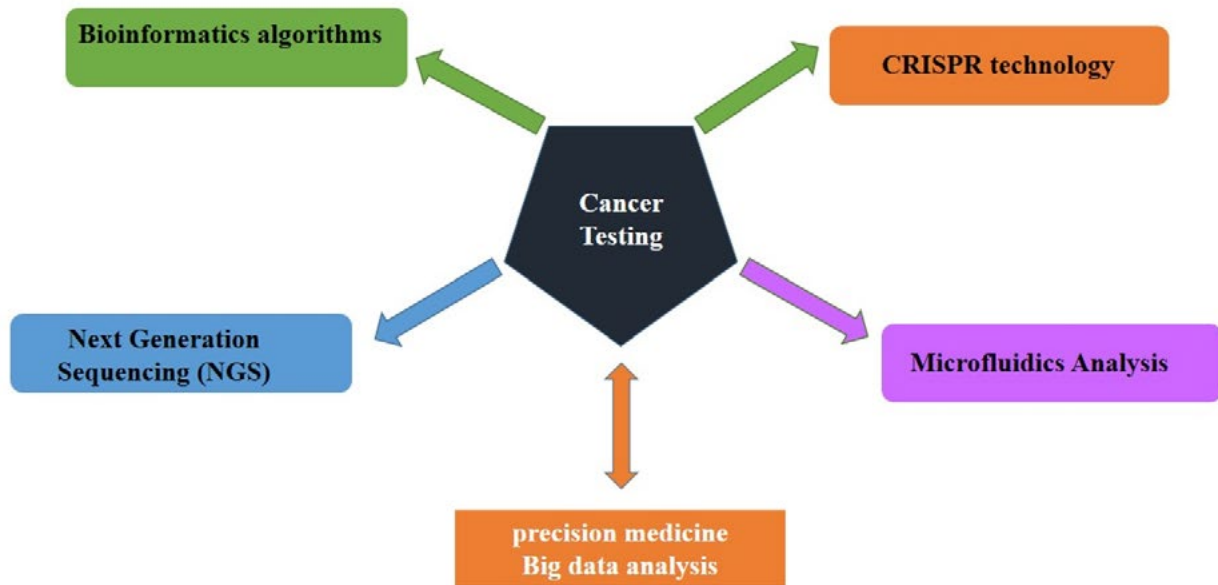 Bioinformatics algorithms
CRISPR technology
Cancer
Testing
Next Generation
Sequencing (NGS)
Microfluidics Analysis
precision medicine
Big data analysis